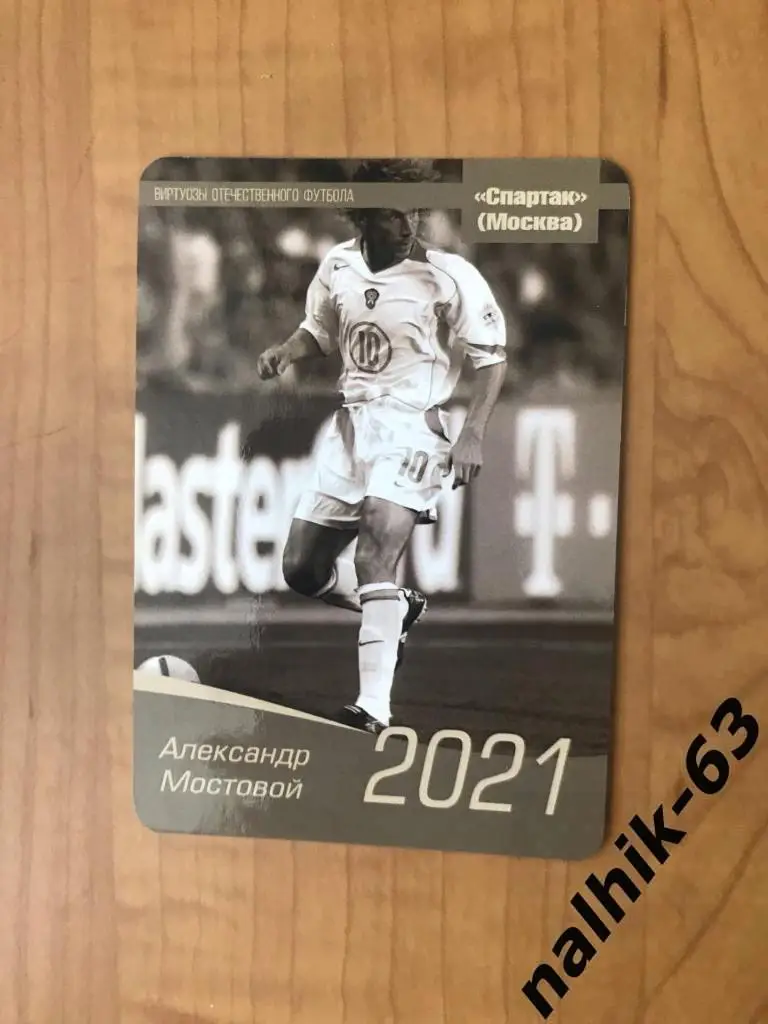 ВИРТУОЗЫ ОТЕЧЕСТВЕННОГО ФУТБОЛА
«Спартак»
(Москва)
10
10
T
Александр
Мостовой
2021
nalhik-63